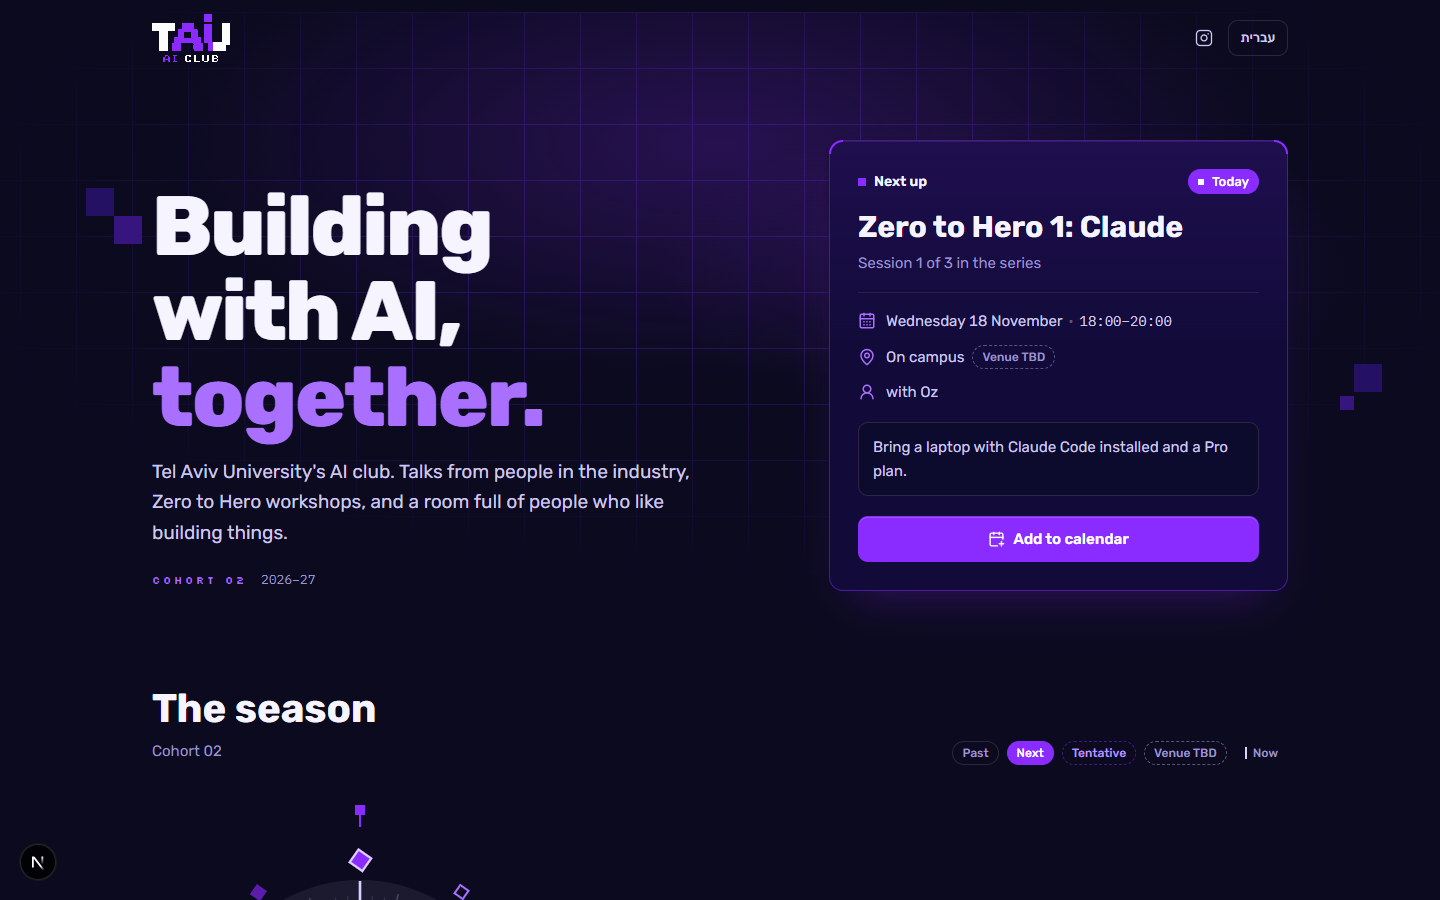 TAU
AI CLUB
עברית
Building
with AI,
together.
Tel Aviv University's AI club. Talks from people in the industry,
Zero to Hero workshops, and a room full of people who like
building things.
COHORT 02 2026–27
Next up
Today
Zero to Hero 1: Claude
Session 1 of 3 in the series
Wednesday 18 November • 18:00–20:00
On campus Venue TBD
with Oz
Bring a laptop with Claude Code installed and a Pro
plan.
Add to calendar
The season
Cohort 02
Past Next Tentative Venue TBD Now
N